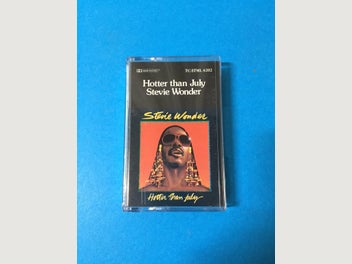 Hotter than July
Stevie Wonder
Stevie Wonder
Hotter Than July